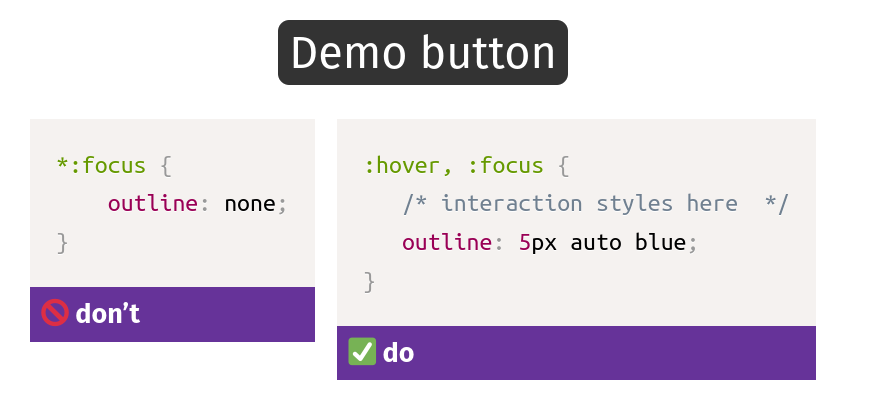 Demo button
*:focus {
outline: none;
}
🚫 don’t
:hover, :focus {
/* interaction styles here  */
outline: 5px auto blue;
}
✅ do